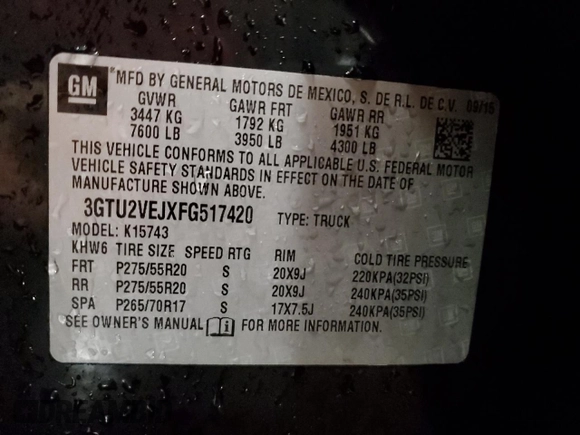 GM
MFD BY GENERAL MOTORS DE MEXICO, S. DE R.L. DE C.V. 09/15
GVWR GAWR FRT GAWR RR
3447 KG 1792 KG 1951 KG
7600 LB 3950 LB 4300 LB
THIS VEHICLE CONFORMS TO ALL APPLICABLE U.S. FEDERAL MOTOR
VEHICLE SAFETY STANDARDS IN EFFECT ON THE DATE OF
MANUFACTURE SHOWN ABOVE.
3GTU2VEJXFG517420 TYPE: TRUCK
MODEL: K15743
KHW6 TIRE SIZE SPEED RTG RIM COLD TIRE PRESSURE
FRT P275/55R20 S 20X9J 220KPA(32PSI)
RR P275/55R20 S 20X9J 240KPA(35PSI)
SPA P265/70R17 S 17X7.5J 240KPA(35PSI)
SEE OWNER'S MANUAL FOR MORE INFORMATION.